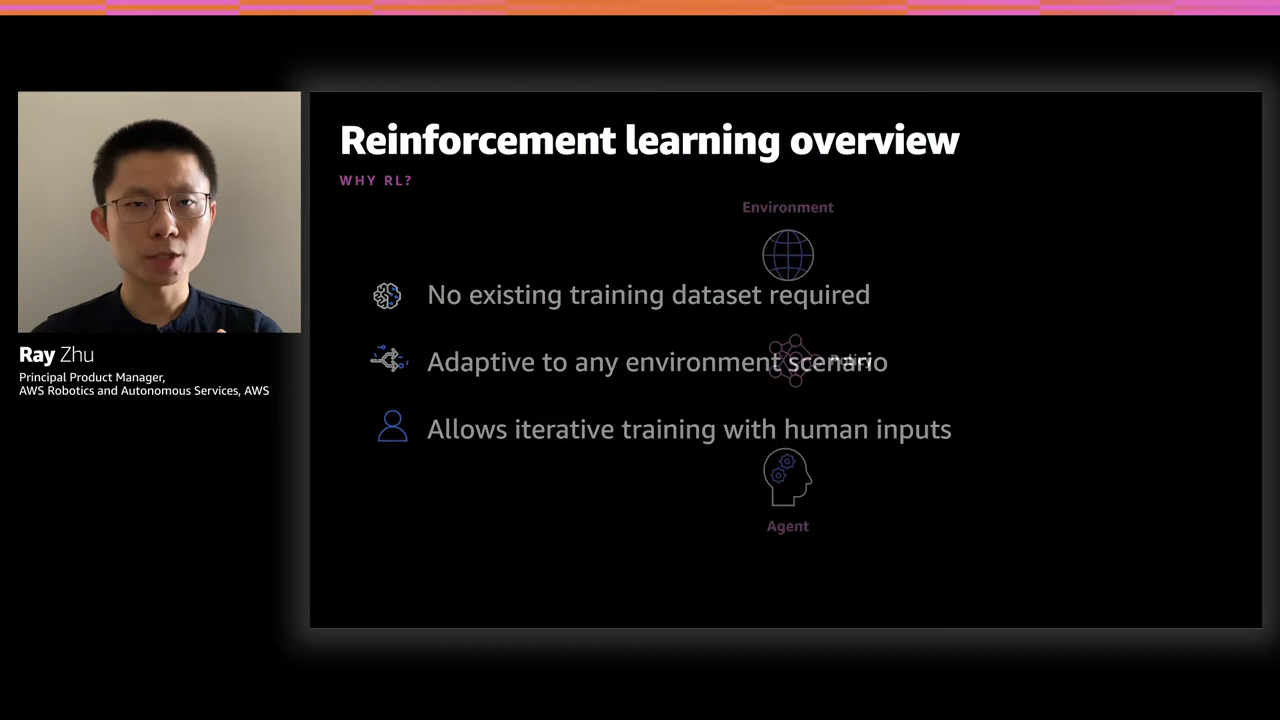 Reinforcement learning overview
WHY RL?
Environment
No existing training dataset required
Adaptive to any environment scenario
Allows iterative training with human inputs
Agent
Ray Zhu
Principal Product Manager,
AWS Robotics and Autonomous Services, AWS